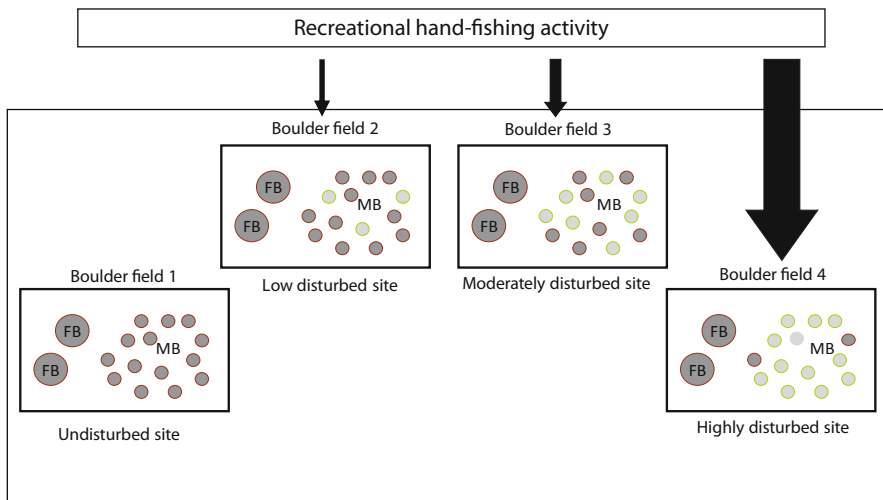 Recreational hand-fishing activity
Boulder field 2
Boulder field 3
FB
MB
FB
FB
MB
FB
Low disturbed site
Moderately disturbed site
Boulder field 1
Boulder field 4
FB
MB
FB
FB
MB
FB
Undisturbed site
Highly disturbed site